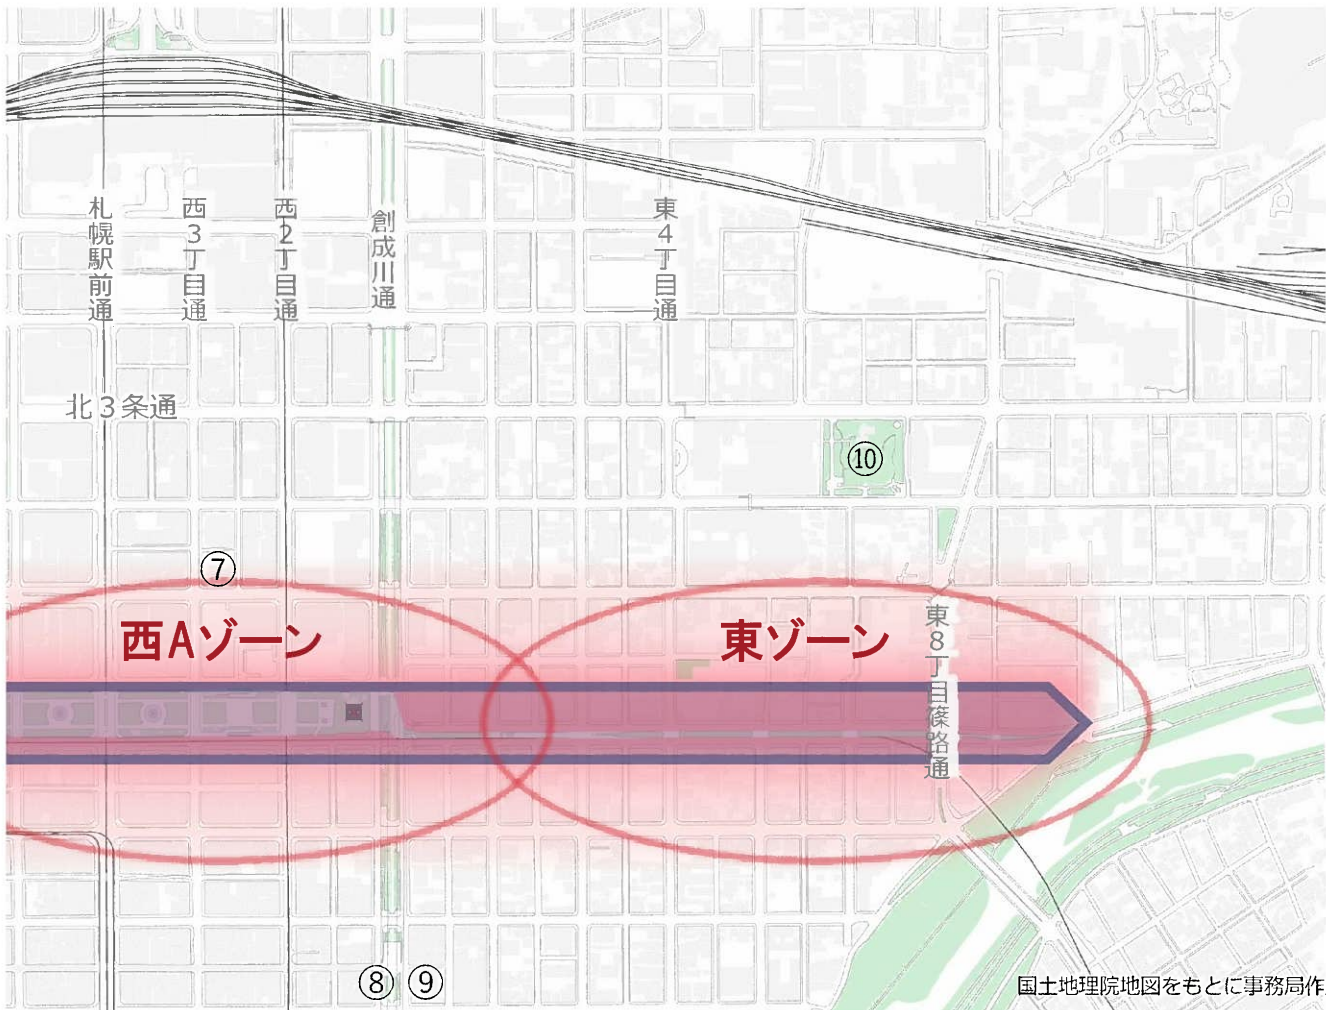 札幌駅前通
西3丁目通
西2丁目通
創成川通
東4丁目通
北3条通
⑩
⑦
西Aゾーン
東ゾーン
東8丁目篠路通
⑧
⑨
国土地理院地図をもとに事務局作